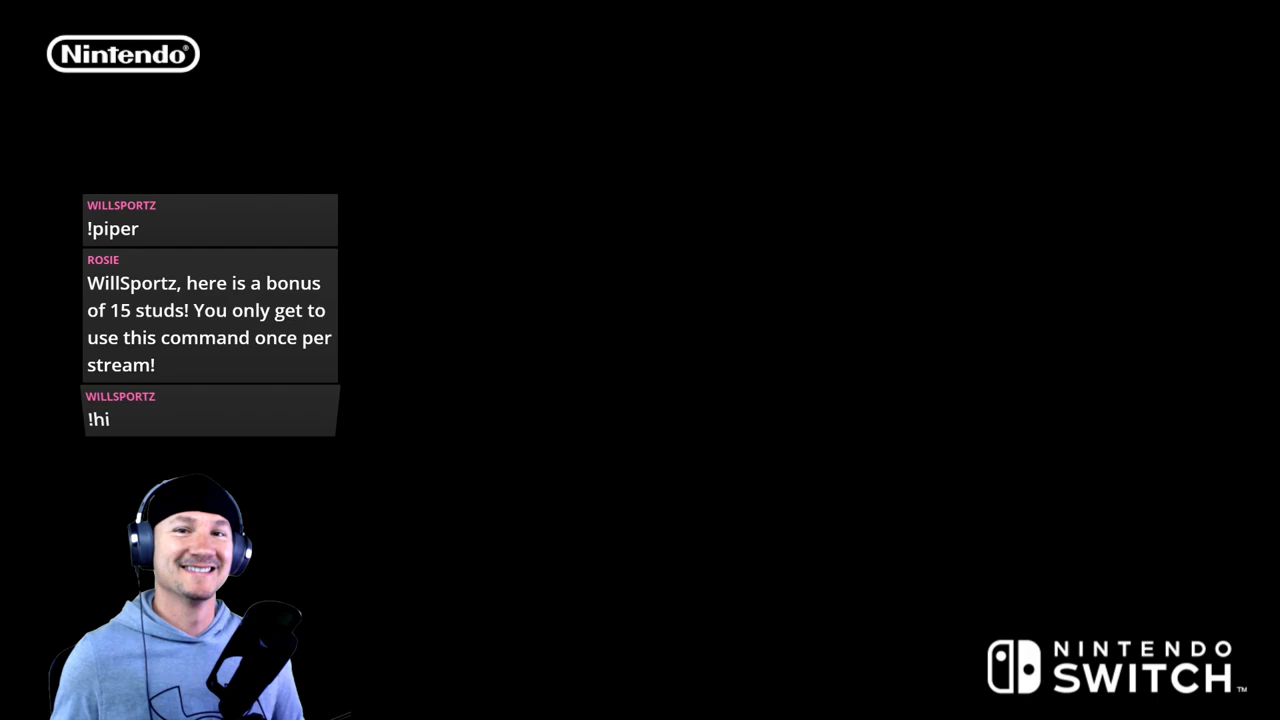 Nintendo®
WILLSPORTZ
!piper
ROSIE
WillSportz, here is a bonus
of 15 studs! You only get to
use this command once per
stream!
WILLSPORTZ
!hi
NINTENDO
SWITCH™